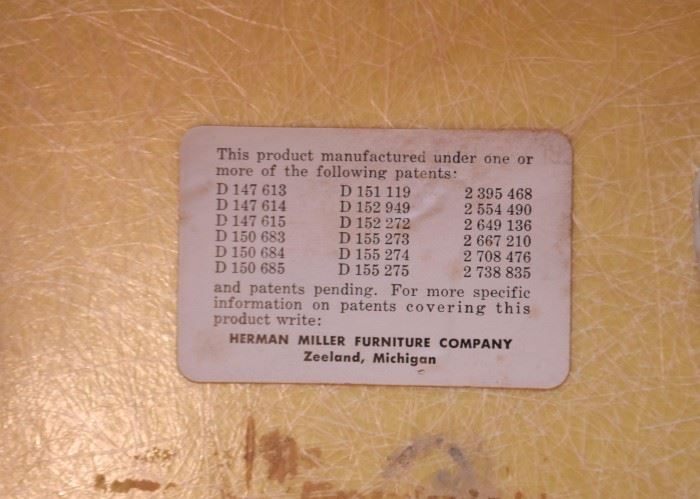 This product manufactured under one or
more of the following patents:
D 147 613 D 151 119 2 395 468
D 147 614 D 152 949 2 554 490
D 147 615 D 152 272 2 649 136
D 150 683 D 155 273 2 667 210
D 150 684 D 155 274 2 708 476
D 150 685 D 155 275 2 738 835
and patents pending. For more specific
information on patents covering this
product write:
HERMAN MILLER FURNITURE COMPANY
Zeeland, Michigan